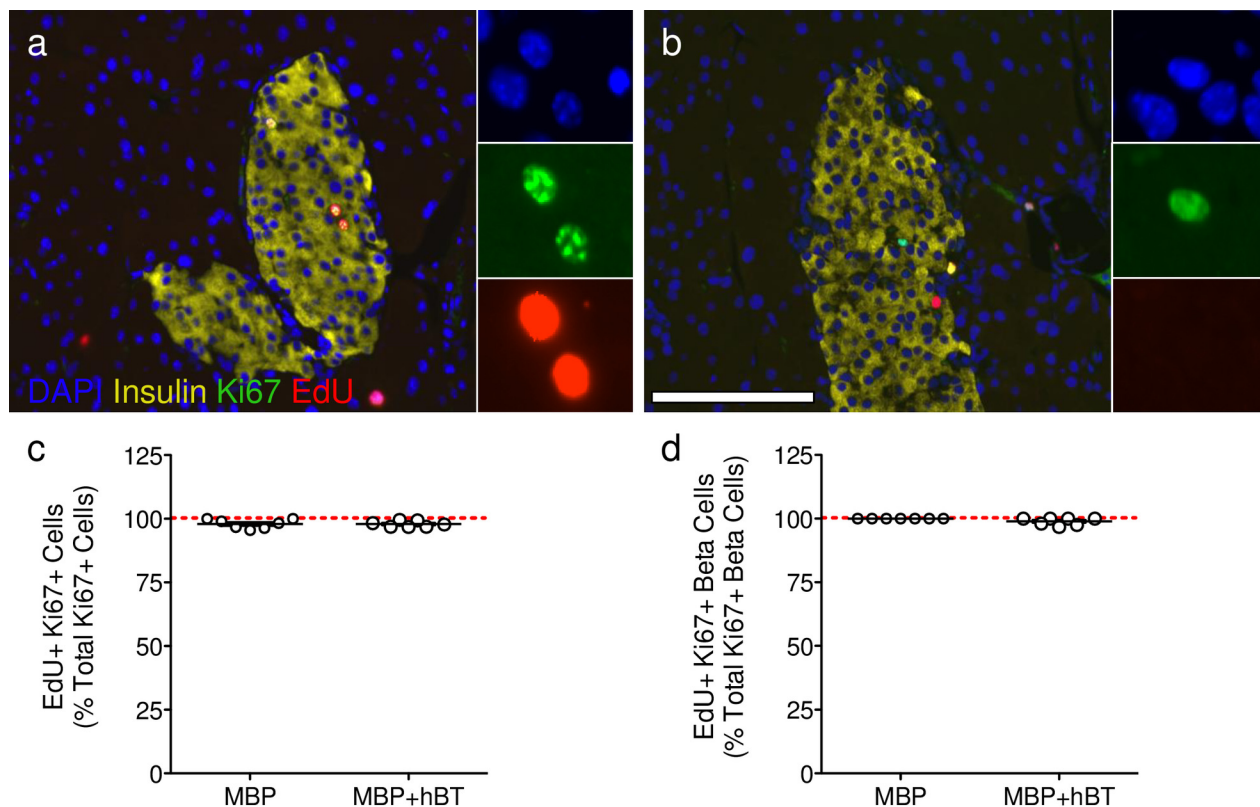 a
b
DAPI Insulin Ki67 EdU
c
EdU+ Ki67+ Cells
(% Total Ki67+ Cells)
125
100
75
50
25
0
MBP
MBP+hBT
d
EdU+ Ki67+ Beta Cells
(% Total Ki67+ Beta Cells)
125
100
75
50
25
0
MBP
MBP+hBT